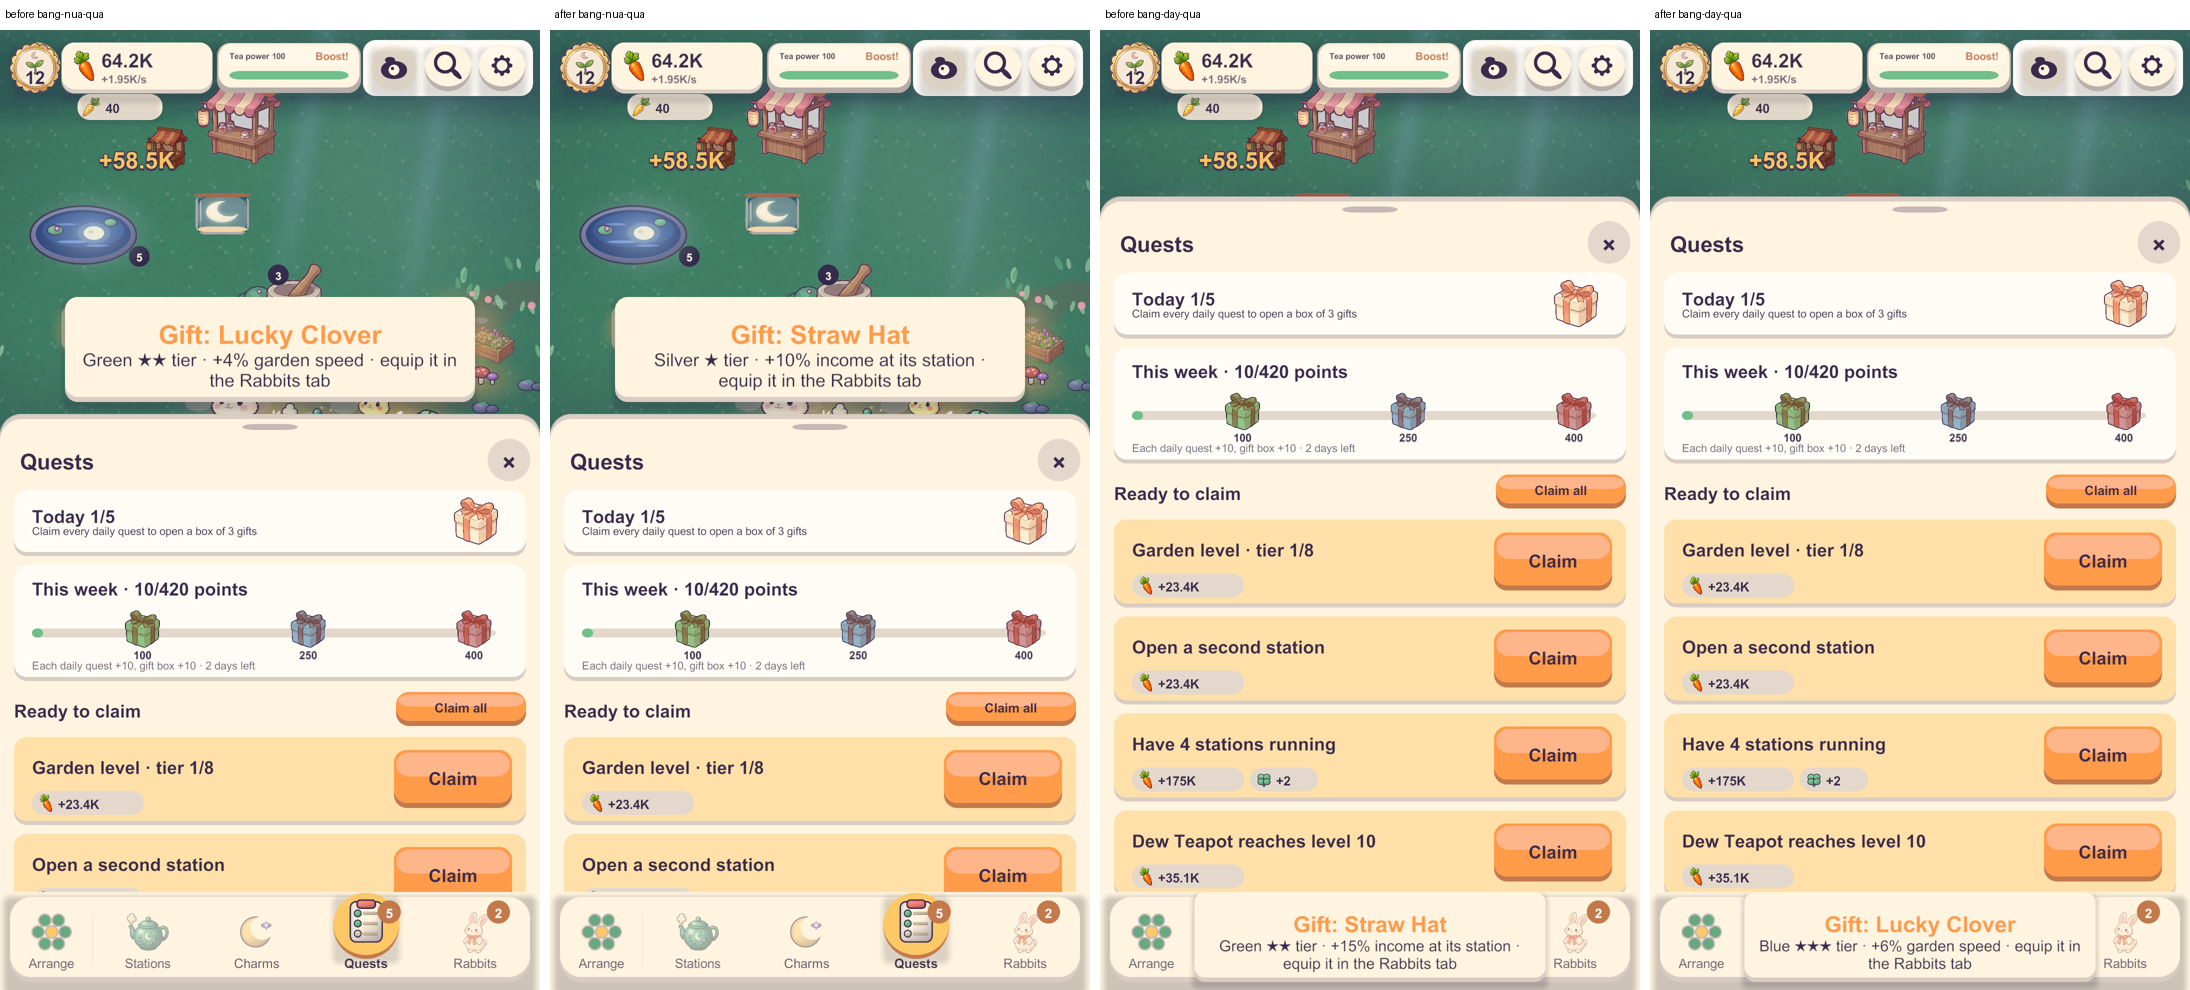 before bang-nua-qua
12
64.2K
+1.95K/s
Tea power 100
Boost!
40
+58.5K
5
3
Gift: Lucky Clover
Green ★★ tier · +4% garden speed · equip it in
the Rabbits tab
Quests
×
Today 1/5
Claim every daily quest to open a box of 3 gifts
This week · 10/420 points
100
250
400
Each daily quest +10, gift box +10 · 2 days left
Ready to claim
Claim all
Garden level · tier 1/8
+23.4K
Claim
Open a second station
Claim
Arrange
Stations
Charms
5
Quests
2
Rabbits
after bang-nua-qua
12
64.2K
+1.95K/s
Tea power 100
Boost!
40
+58.5K
5
3
Gift: Straw Hat
Silver ★ tier · +10% income at its station ·
equip it in the Rabbits tab
Quests
×
Today 1/5
Claim every daily quest to open a box of 3 gifts
This week · 10/420 points
100
250
400
Each daily quest +10, gift box +10 · 2 days left
Ready to claim
Claim all
Garden level · tier 1/8
+23.4K
Claim
Open a second station
Claim
Arrange
Stations
Charms
5
Quests
2
Rabbits
before bang-day-qua
12
64.2K
+1.95K/s
Tea power 100
Boost!
40
+58.5K
Quests
×
Today 1/5
Claim every daily quest to open a box of 3 gifts
This week · 10/420 points
100
250
400
Each daily quest +10, gift box +10 · 2 days left
Ready to claim
Claim all
Garden level · tier 1/8
+23.4K
Claim
Open a second station
+23.4K
Claim
Have 4 stations running
+175K
+2
Claim
Dew Teapot reaches level 10
+35.1K
Claim
Arrange
Gift: Straw Hat
Green ★★ tier · +15% income at its station ·
equip it in the Rabbits tab
2
Rabbits
after bang-day-qua
12
64.2K
+1.95K/s
Tea power 100
Boost!
40
+58.5K
Quests
×
Today 1/5
Claim every daily quest to open a box of 3 gifts
This week · 10/420 points
100
250
400
Each daily quest +10, gift box +10 · 2 days left
Ready to claim
Claim all
Garden level · tier 1/8
+23.4K
Claim
Open a second station
+23.4K
Claim
Have 4 stations running
+175K
+2
Claim
Dew Teapot reaches level 10
+35.1K
Claim
Arrange
Gift: Lucky Clover
Blue ★★★ tier · +6% garden speed · equip it in
the Rabbits tab
2
Rabbits